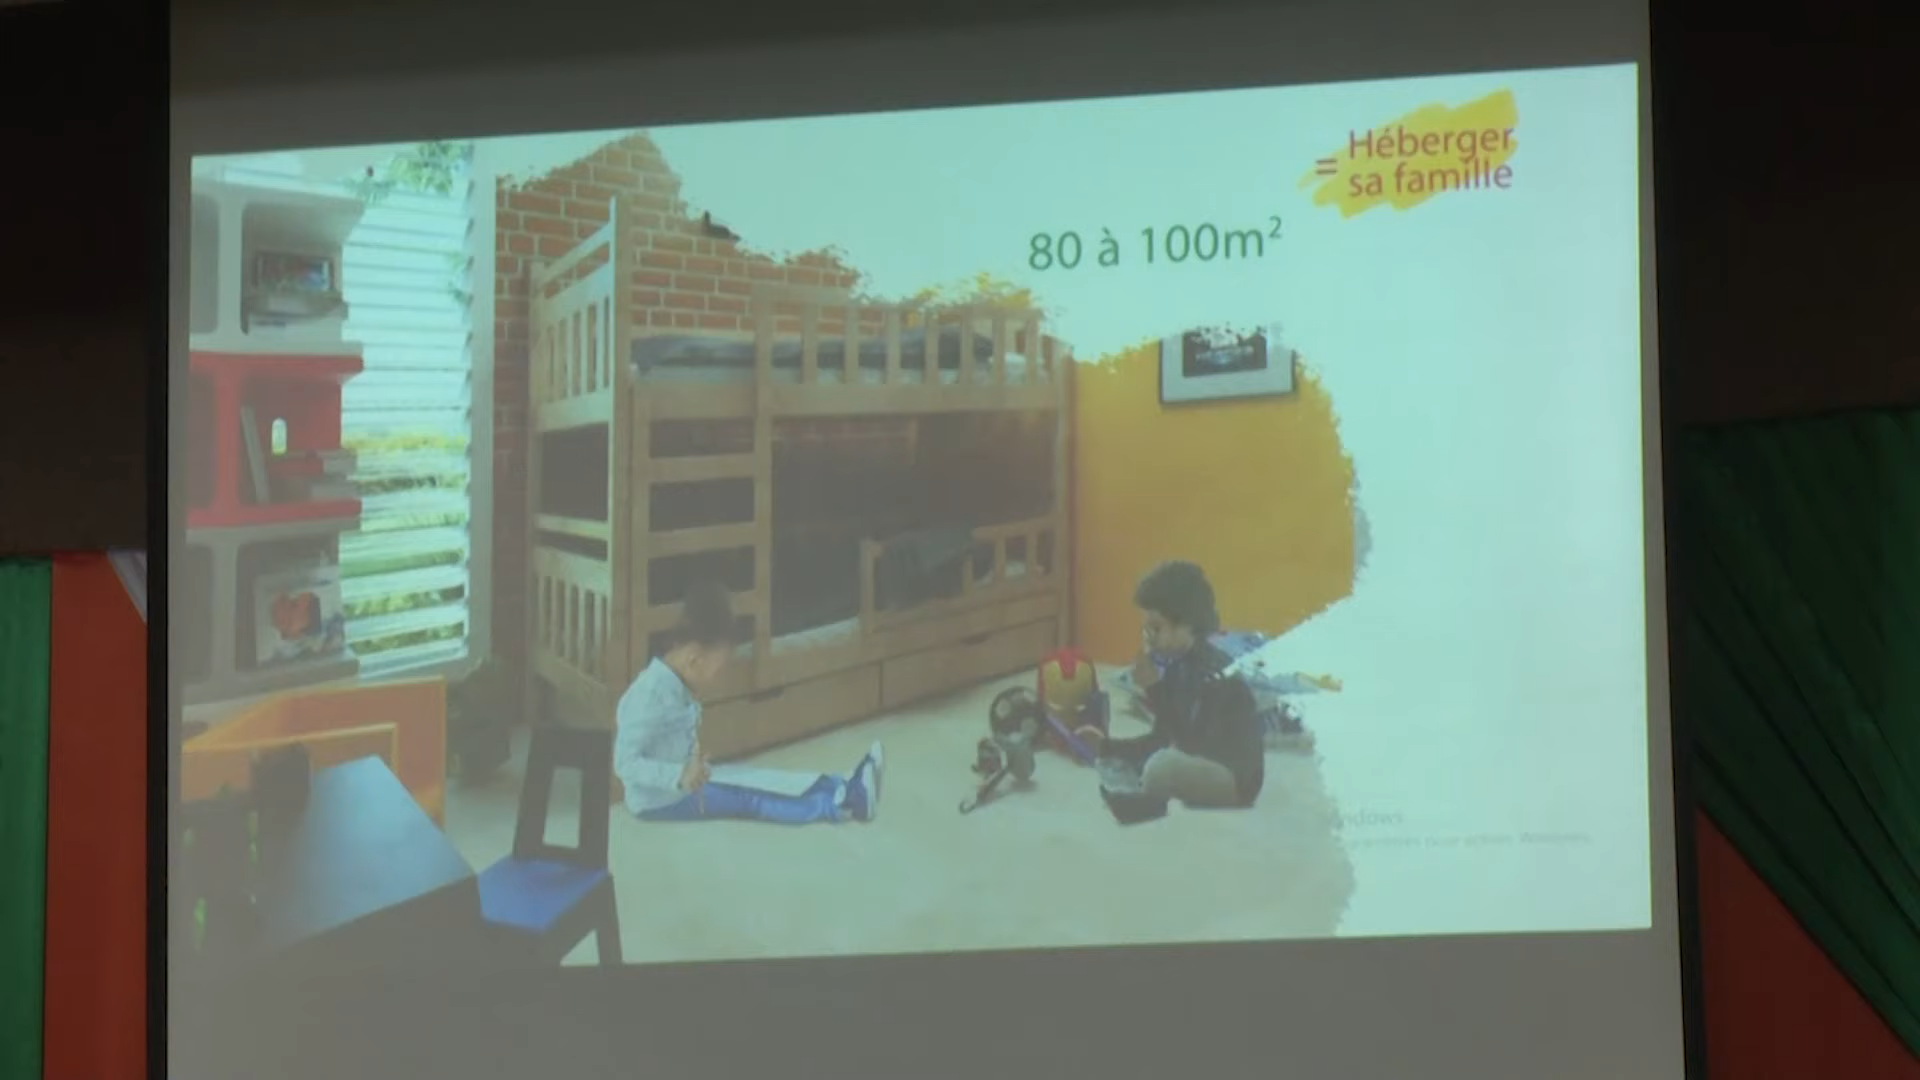 = Héberger
sa famille
80 à 100m²